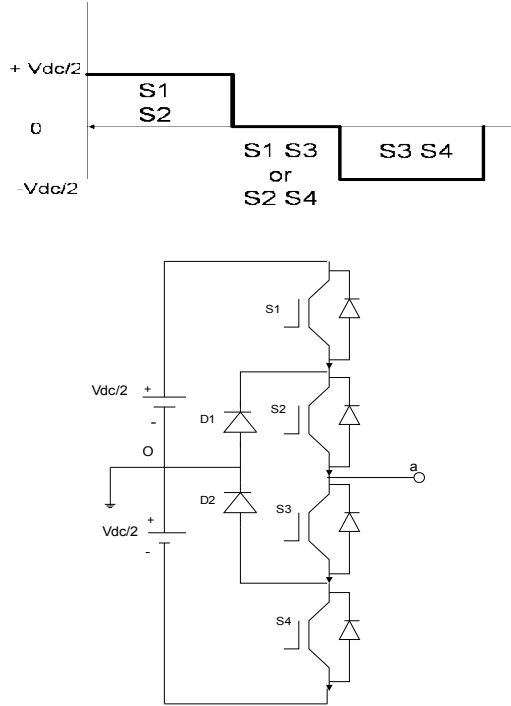 + Vdc/2
S1
S2
0
S1 S3
or
S2 S4
S3 S4
-Vdc/2
S1
Vdc/2
+
-
D1
S2
O
a
D2
S3
Vdc/2
+
-
S4